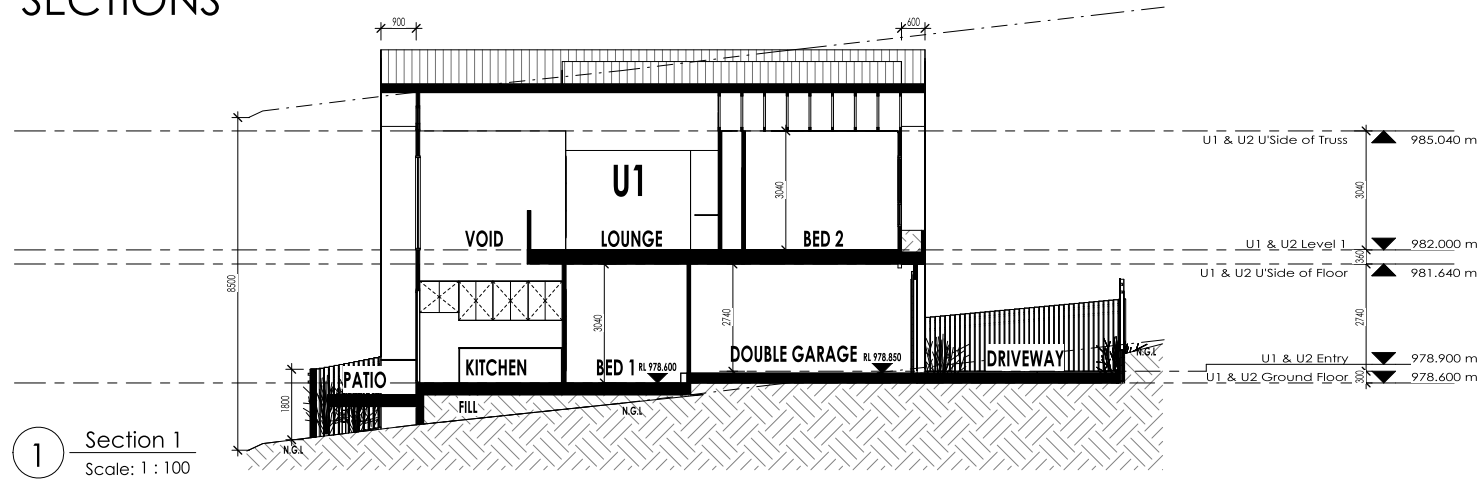 SECTIONS
900
600
U1 & U2 U'Side of Truss 985.040 m
3040
3040
U1
VOID
LOUNGE
BED 2
U1 & U2 Level 1 982.000 m
360
U1 & U2 U'Side of Floor 981.640 m
8500
3040
2740
2740
DOUBLE GARAGE RL 978.850
DRIVEWAY
N.G.L
KITCHEN
BED 1 RL 978.600
U1 & U2 Entry 978.900 m
300
U1 & U2 Ground Floor 978.600 m
PATIO
1800
FILL
N.G.L
N.G.L
1
Section 1
Scale: 1 : 100